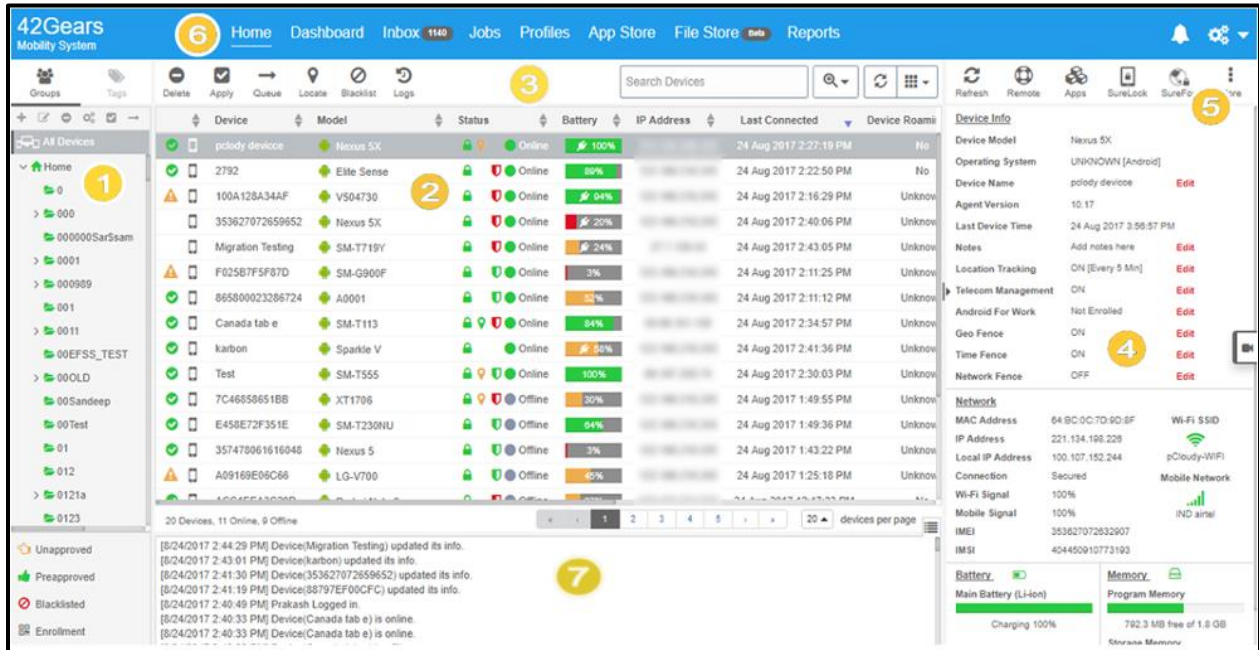 42Gears
Mobility System
6
Home Dashboard Inbox 1140 Jobs Profiles App Store File Store Beta Reports
Groups Tags
Delete Apply Queue Locate Blacklist Logs
3
Search Devices
Refresh Remote Apps SureLock
5
All Devices
Home
1
0
000
000000Sar$sam
0001
000989
001
0011
00EFSS_TEST
00OLD
00Sandeep
00Test
01
012
0121a
0123
Unapproved
Preapproved
Blacklisted
Enrollment
Device Model Status Battery IP Address Last Connected Device Roamin
2
pclody devicce Nexus 5X Online 100% 24 Aug 2017 2:27:19 PM No
2792 Elite Sense Online 89% 24 Aug 2017 2:22:50 PM No
100A128A34AF VS04730 Online 94% 24 Aug 2017 2:16:29 PM Unknow
353627072659652 Nexus 5X Online 20% 24 Aug 2017 2:40:06 PM Unknow
Migration Testing SM-T719Y Online 24% 24 Aug 2017 2:43:05 PM Unknow
F025B7F5F87D SM-G900F Online 3% 24 Aug 2017 2:11:25 PM Unknow
865800023286724 A0001 Online 52% 24 Aug 2017 2:11:12 PM Unknow
Canada tab e SM-T113 Online 84% 24 Aug 2017 2:34:57 PM Unknow
karbon Sparkle V Online 58% 24 Aug 2017 2:41:36 PM Unknow
Test SM-T555 Online 100% 24 Aug 2017 2:30:03 PM Unknow
7C46858651BB XT1706 Offline 30% 24 Aug 2017 1:49:55 PM Unknow
E458E72F351E SM-T230NU Offline 64% 24 Aug 2017 1:49:36 PM Unknow
357478061616048 Nexus 5 Offline 3% 24 Aug 2017 1:43:22 PM Unknow
A09169E06C66 LG-V700 Offline 45% 24 Aug 2017 1:25:18 PM Unknow
20 Devices, 11 Online, 9 Offline
« ‹ 1 2 3 4 5 › » 20 devices per page
[8/24/2017 2:44:29 PM] Device(Migration Testing) updated its info.
[8/24/2017 2:43:01 PM] Device(karbon) updated its info.
[8/24/2017 2:41:30 PM] Device(353627072659652) updated its info.
[8/24/2017 2:41:19 PM] Device(88797EF00CFC) updated its info.
[8/24/2017 2:40:49 PM] Prakash Logged in.
[8/24/2017 2:40:33 PM] Device(Canada tab e) is online.
[8/24/2017 2:40:33 PM] Device(Canada tab e) is online.
7
Device Info
Device Model Nexus 5X
Operating System UNKNOWN [Android]
Device Name pclody devicce Edit
Agent Version 10.17
Last Device Time 24 Aug 2017 3:56:57 PM
Notes Add notes here Edit
Location Tracking ON [Every 5 Min] Edit
Telecom Management ON Edit
Android For Work Not Enrolled Edit
Geo Fence ON Edit
Time Fence ON Edit
4
Network Fence OFF Edit
Network
MAC Address 64:BC:0C:7D:9D:8F Wi-Fi SSID
IP Address 221.134.198.226
Local IP Address 100.107.152.244 pCloudy-WIFI
Connection Secured Mobile Network
Wi-Fi Signal 100%
Mobile Signal 100% IND airtel
IMEI 353627072632907
IMSI 404450910773193
Battery Memory
Main Battery (Li-ion) Program Memory
Charging 100% 792.3 MB free of 1.8 GB
Storage Memory